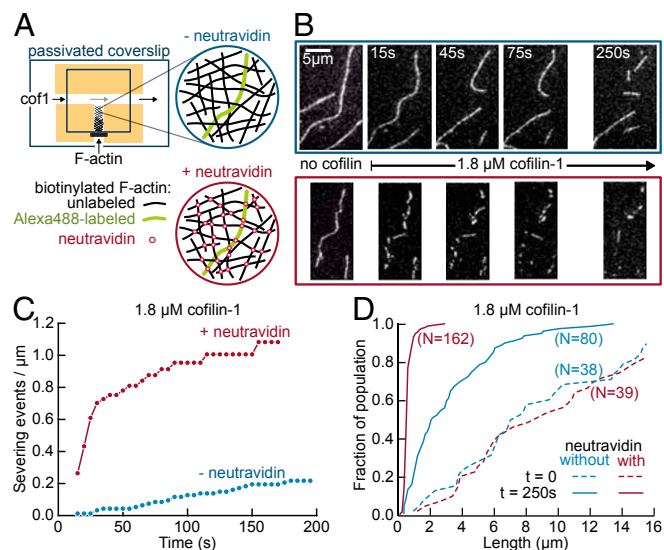 A
passivated coverslip
- neutravidin
cof1
F-actin
+ neutravidin
biotinylated F-actin:
unlabeled
Alexa488-labeled
neutravidin
B
5µm
15s
45s
75s
250s
no cofilin
1.8 µM cofilin-1
C
1.8 µM cofilin-1
+ neutravidin
- neutravidin
Severing events / µm
1.2
1.0
0.8
0.6
0.4
0.2
0.0
0
50
100
150
200
Time (s)
D
1.8 µM cofilin-1
(N=162)
(N=80)
(N=38)
(N=39)
neutravidin
without with
t = 0
t = 250s
Fraction of population
1.0
0.8
0.6
0.4
0.2
0.0
0 2 4 6 8 10 12 14 16
Length (µm)